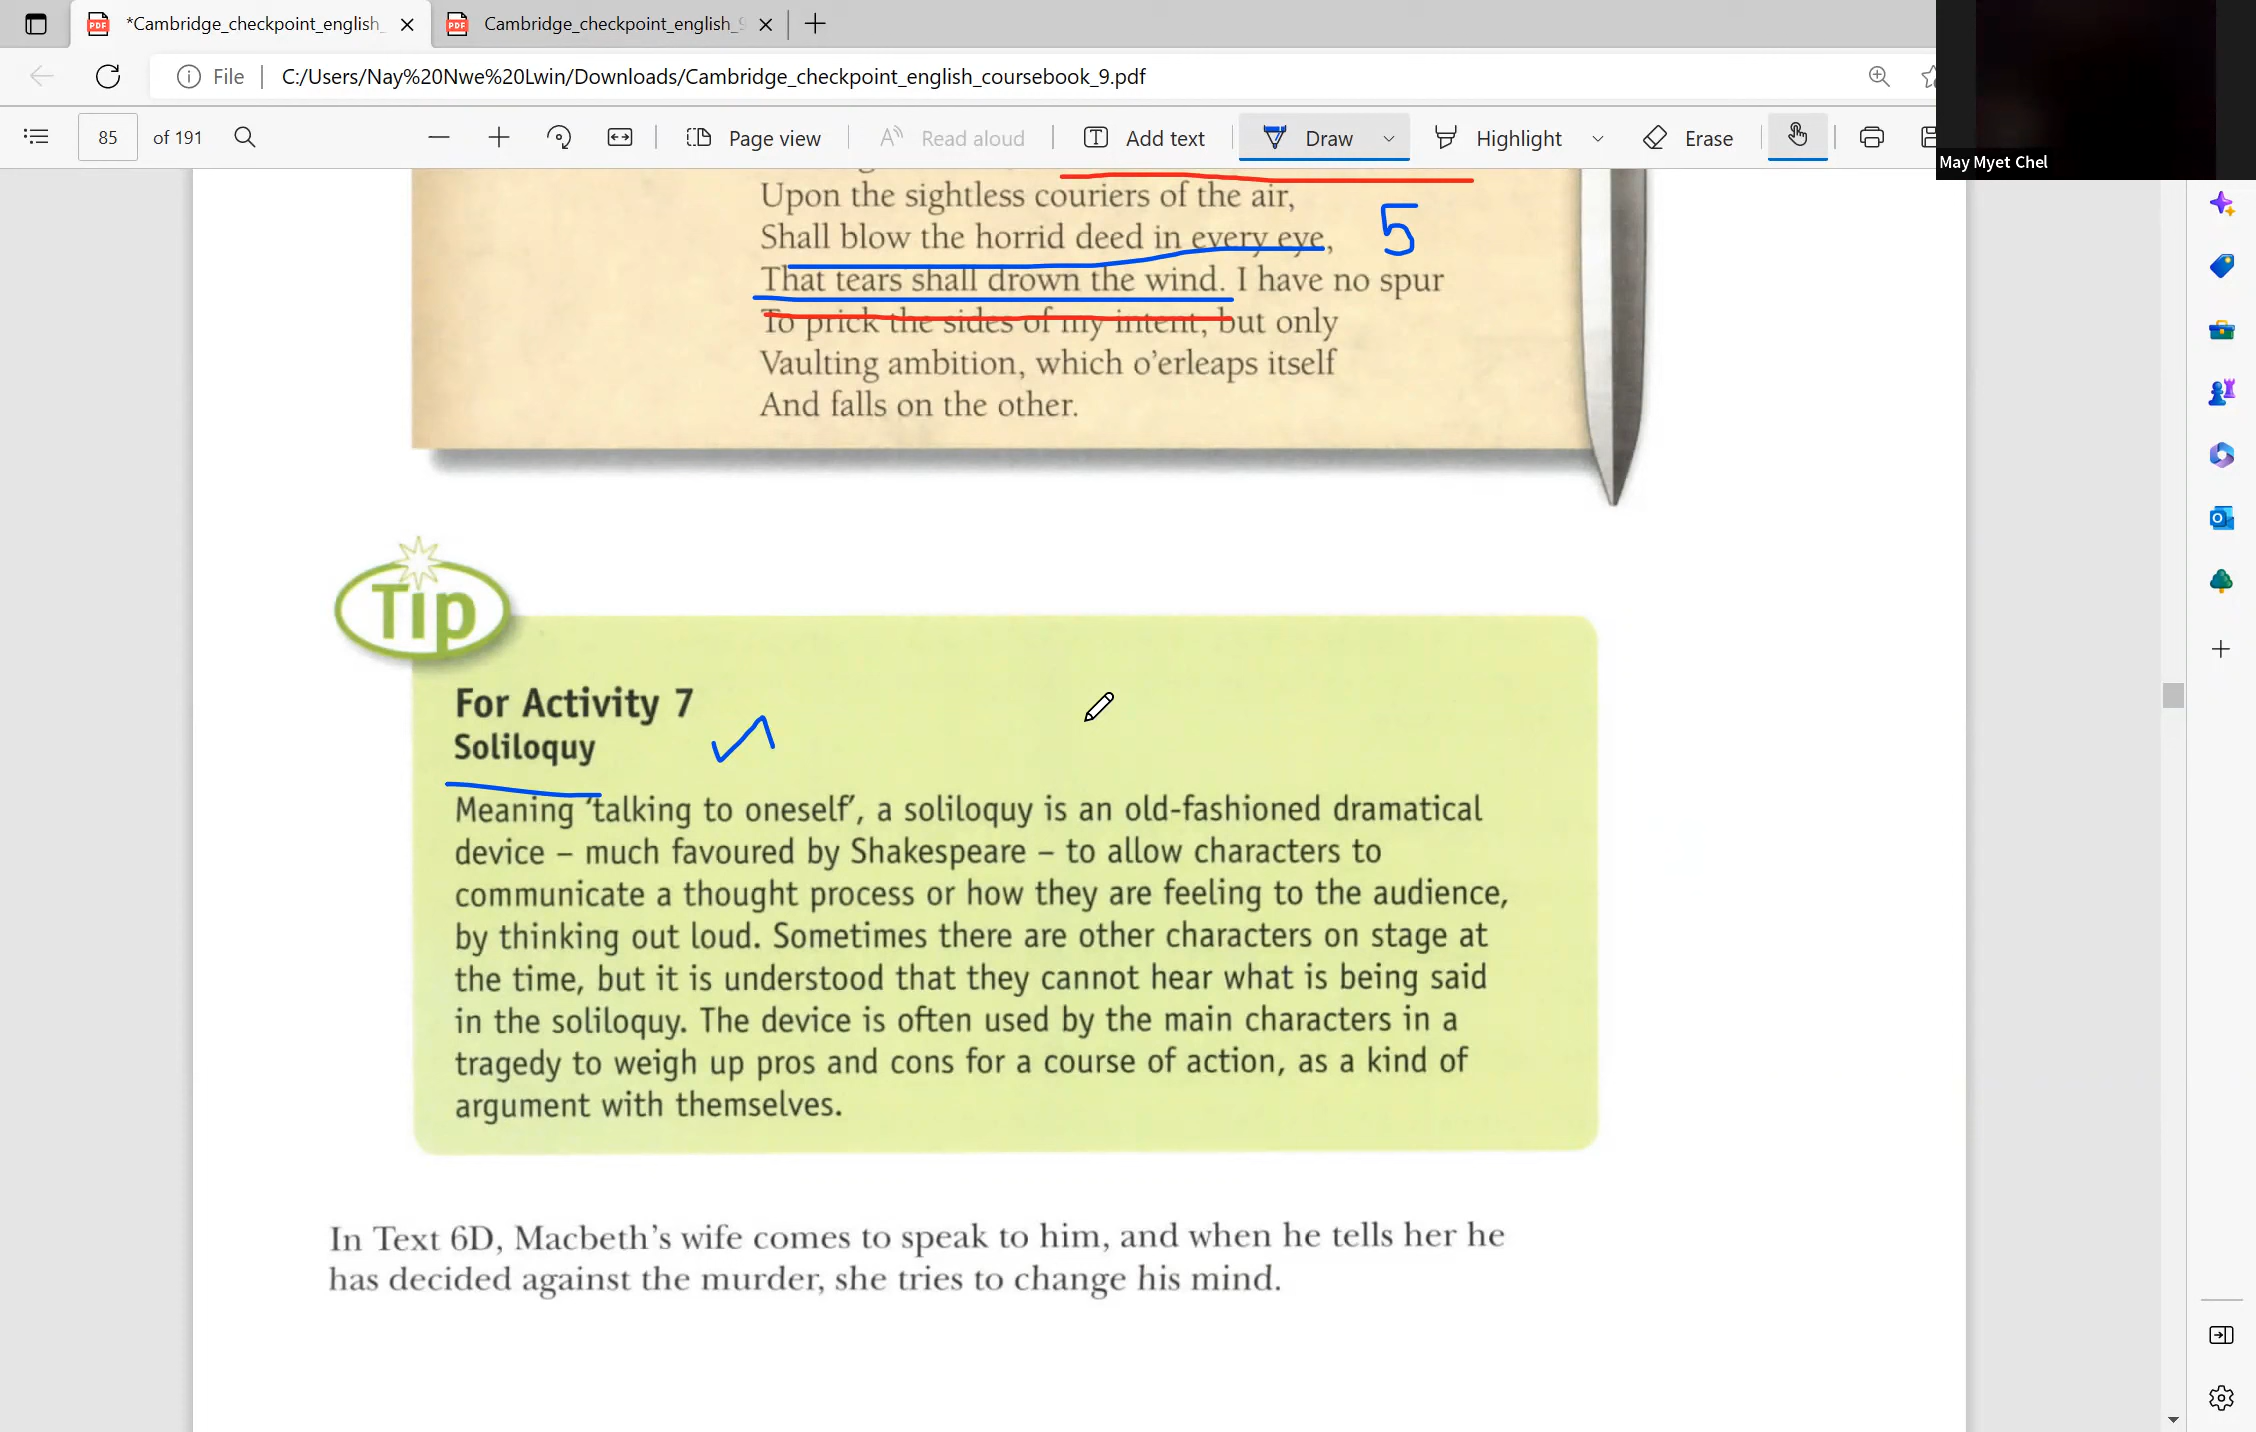 *Cambridge_checkpoint_english_
Cambridge_checkpoint_english_9
File
C:/Users/Nay%20Nwe%20Lwin/Downloads/Cambridge_checkpoint_english_coursebook_9.pdf
85 of 191
Page view
Read aloud
Add text
Draw
Highlight
Erase
May Myet Chel
Upon the sightless couriers of the air,
Shall blow the horrid deed in every eye,
5
That tears shall drown the wind. I have no spur
To prick the sides of my intent, but only
Vaulting ambition, which o'erleaps itself
And falls on the other.
Tip
For Activity 7
Soliloquy
Meaning 'talking to oneself', a soliloquy is an old-fashioned dramatical
device – much favoured by Shakespeare – to allow characters to
communicate a thought process or how they are feeling to the audience,
by thinking out loud. Sometimes there are other characters on stage at
the time, but it is understood that they cannot hear what is being said
in the soliloquy. The device is often used by the main characters in a
tragedy to weigh up pros and cons for a course of action, as a kind of
argument with themselves.
In Text 6D, Macbeth's wife comes to speak to him, and when he tells her he
has decided against the murder, she tries to change his mind.